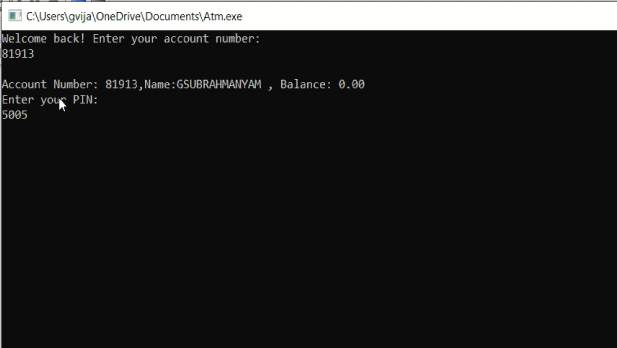 C:\Users\gvija\OneDrive\Documents\Atm.exe
Welcome back! Enter your account number:
81913
Account Number: 81913,Name:GSUBRAHMANYAM , Balance: 0.00
Enter your PIN:
5005